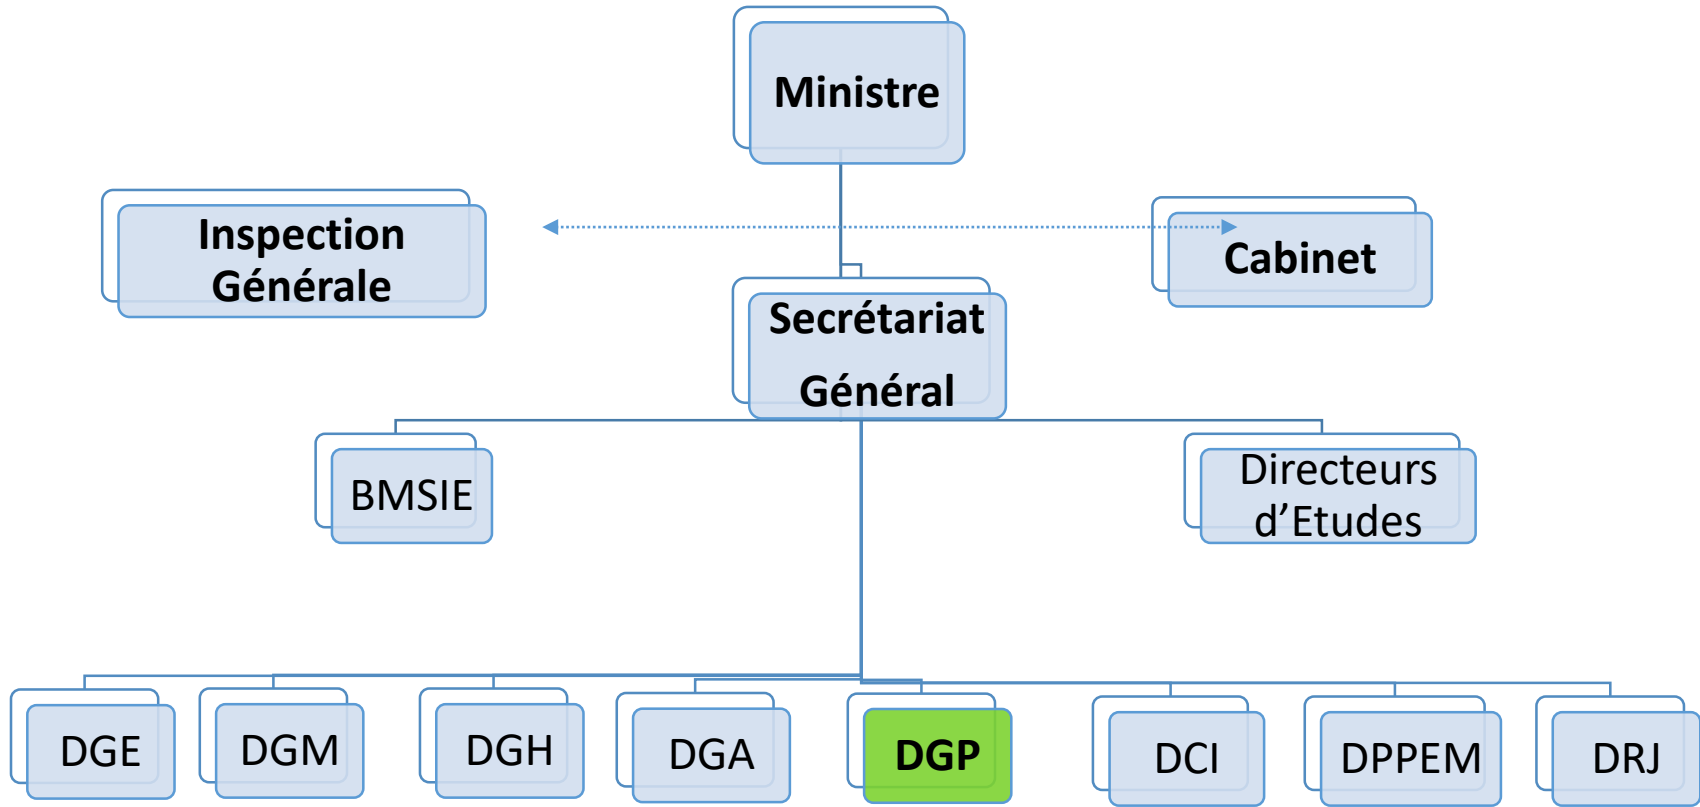 Ministre
Inspection
Générale
Cabinet
Secrétariat
Général
BMSIE
Directeurs
d’Etudes
DGE
DGM
DGH
DGA
DGP
DCI
DPPEM
DRJ